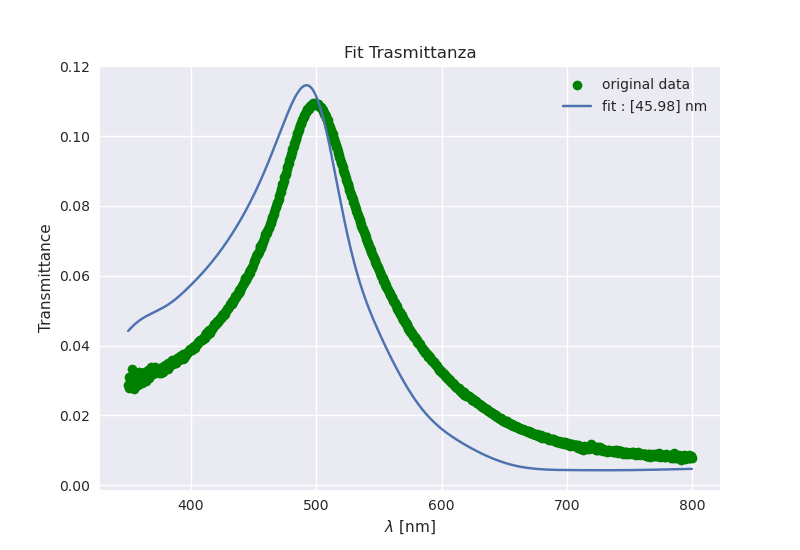 Fit Trasmittanza
original data
fit : [45.98] nm
0.12
0.10
0.08
0.06
0.04
0.02
0.00
Transmittance
400
500
600
700
800
λ [nm]